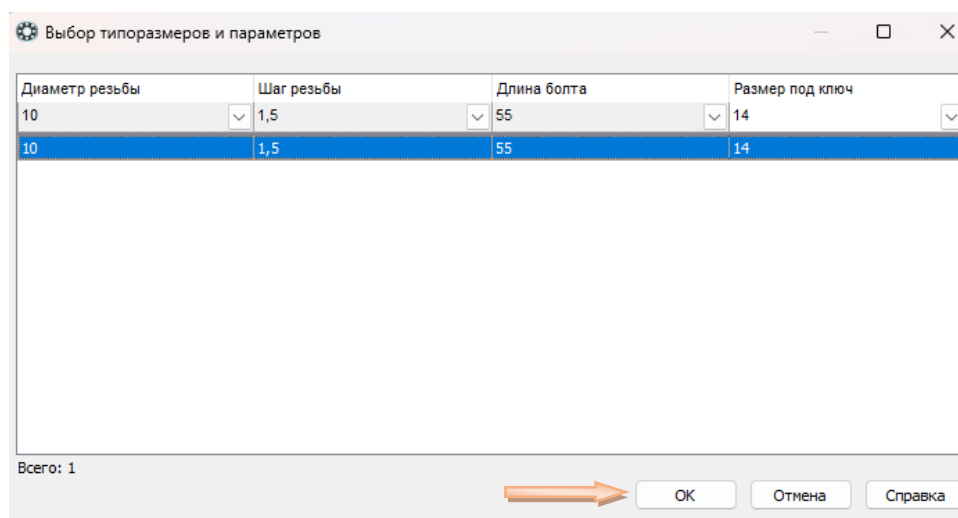 Выбор типоразмеров и параметров
Диаметр резьбы Шаг резьбы Длина болта Размер под ключ
10 1,5 55 14
10 1,5 55 14
Всего: 1
ОК Отмена Справка